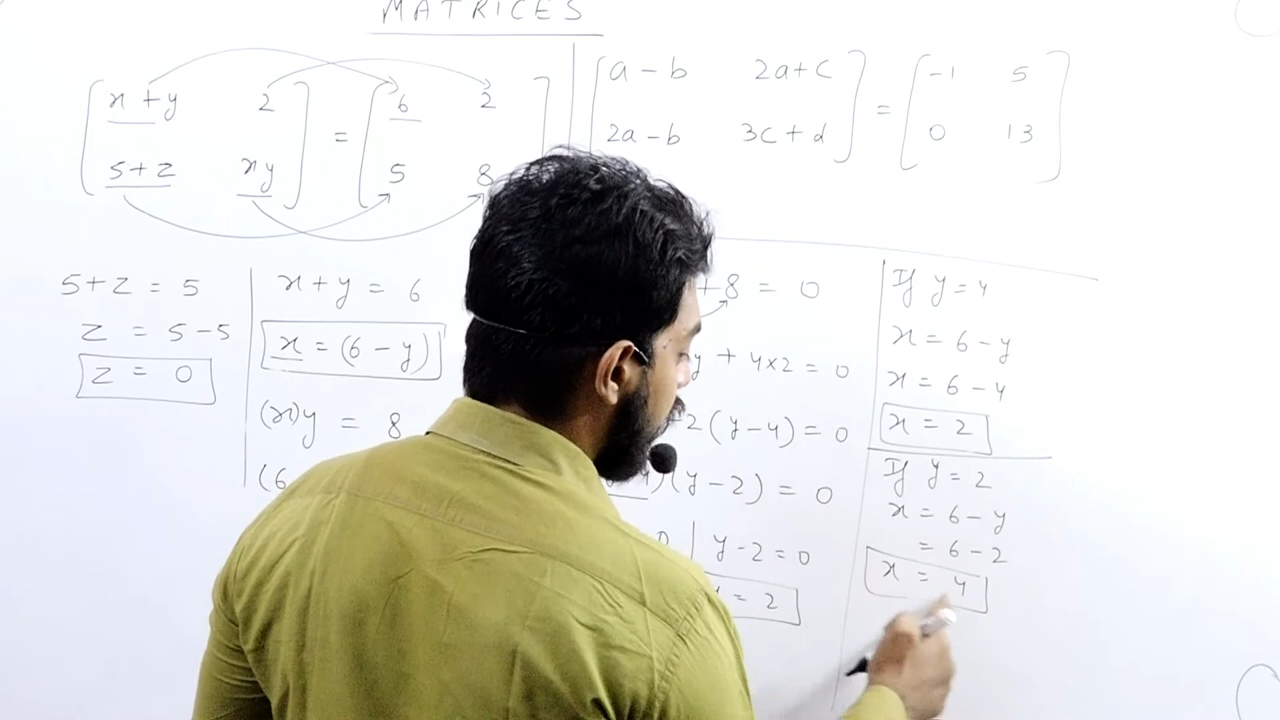 MATRICES
[ x + y   2 ] = [ 6   2 ]
[ 5+z   xy ]   [ 5   8 ]
[ a - b   2a + c ] = [ -1   5 ]
[ 2a - b   3c + d ]   [ 0   13 ]
5+z = 5
z = 5-5
z = 0
x + y = 6
x = (6 - y)
(x)y = 8
(6
+8 = 0
y + 4x2 = 0
2(y-4) = 0
)(y-2) = 0
y-2=0
= 2
If y=4
x = 6 - y
x = 6 - 4
x = 2
If y = 2
x = 6 - y
= 6 - 2
x = 4